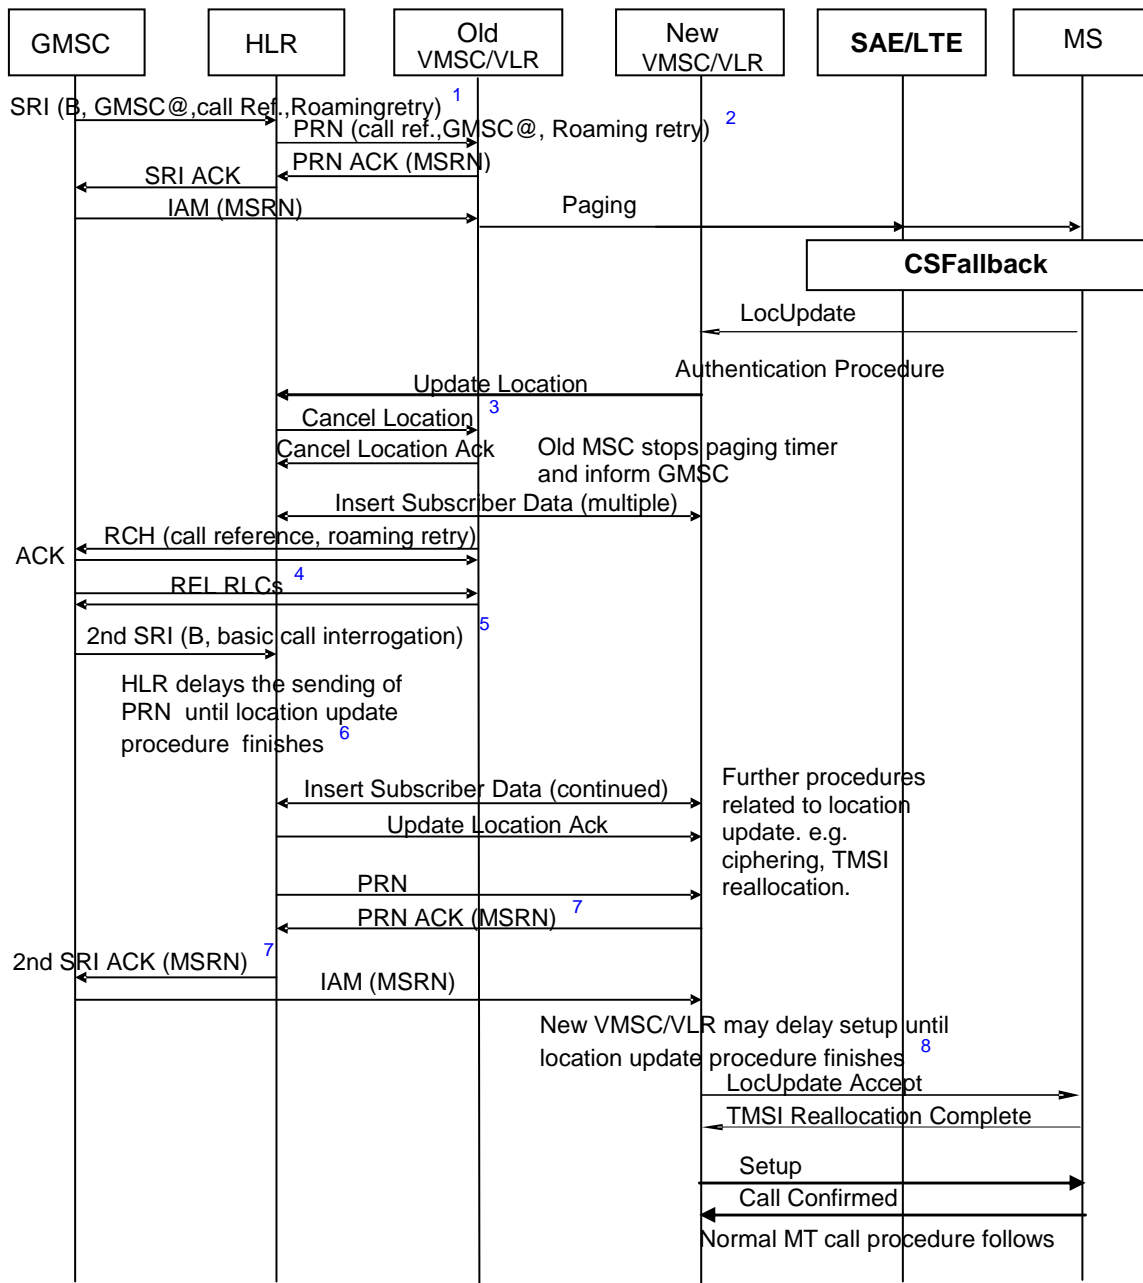 GMSC
HLR
Old
VMSC/VLR
New
VMSC/VLR
SAE/LTE
MS
SRI (B, GMSC@,call Ref.,Roamingretry) 1
PRN (call ref.,GMSC@, Roaming retry) 2
PRN ACK (MSRN)
SRI ACK
IAM (MSRN)
Paging
CSFallback
LocUpdate
Authentication Procedure
Update Location
Cancel Location 3
Cancel Location Ack
Old MSC stops paging timer
and inform GMSC
Insert Subscriber Data (multiple)
RCH (call reference, roaming retry)
ACK
REL RLCs 4
2nd SRI (B, basic call interrogation) 5
HLR delays the sending of
PRN until location update
procedure finishes 6
Insert Subscriber Data (continued)
Update Location Ack
Further procedures
related to location
update. e.g.
ciphering, TMSI
reallocation.
PRN
PRN ACK (MSRN) 7
2nd SRI ACK (MSRN) 7
IAM (MSRN)
New VMSC/VLR may delay setup until
location update procedure finishes 8
LocUpdate Accept
TMSI Reallocation Complete
Setup
Call Confirmed
Normal MT call procedure follows